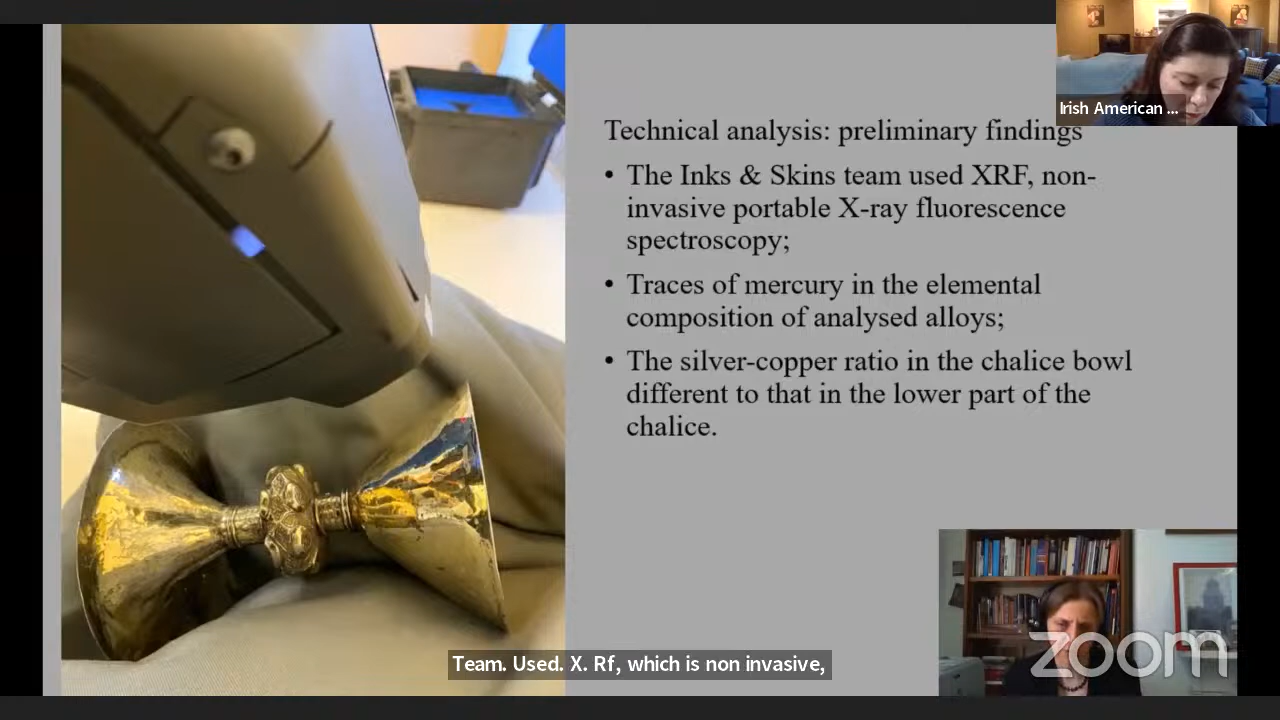 Irish American ...
Technical analysis: preliminary findings
• The Inks & Skins team used XRF, non-
invasive portable X-ray fluorescence
spectroscopy;
• Traces of mercury in the elemental
composition of analysed alloys;
• The silver-copper ratio in the chalice bowl
different to that in the lower part of the
chalice.
zoom
Team. Used. X. Rf, which is non invasive,